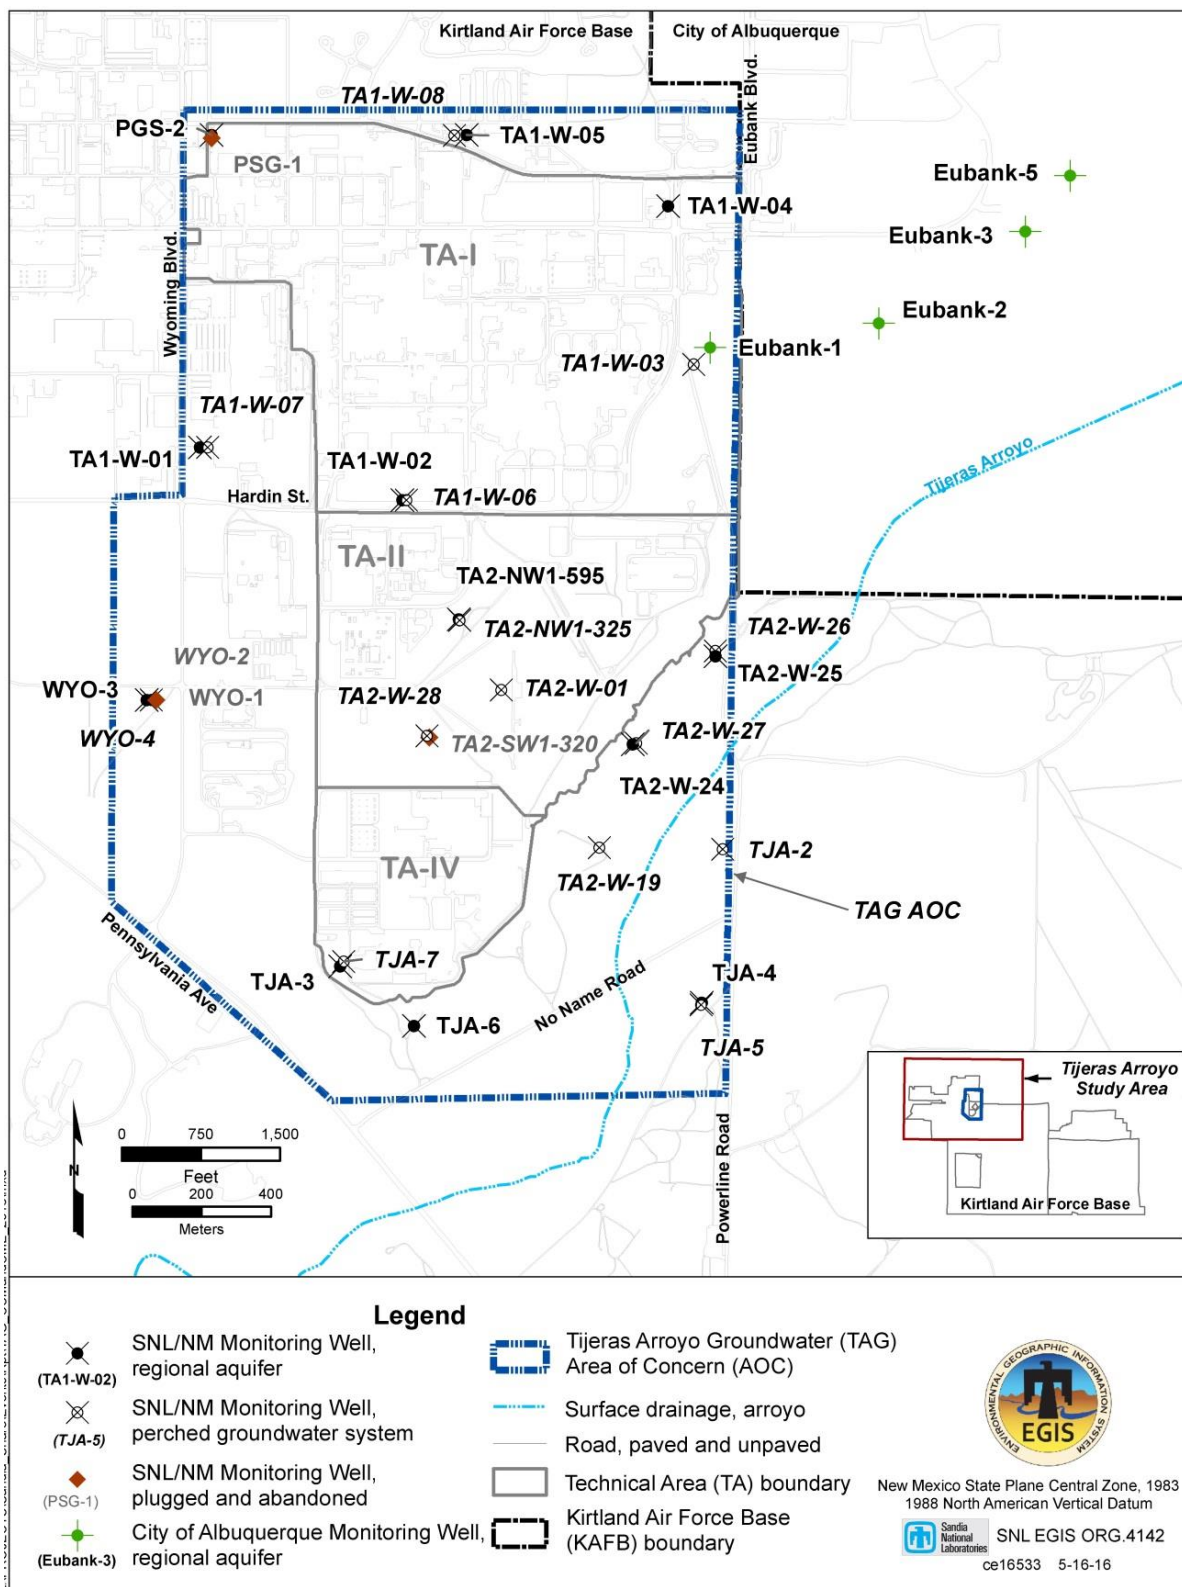 Kirtland Air Force Base
City of Albuquerque
TA1-W-08
Eubank Blvd.
PGS-2
TA1-W-05
PSG-1
Eubank-5
TA1-W-04
Eubank-3
TA-I
Wyoming Blvd.
Eubank-2
Eubank-1
TA1-W-03
TA1-W-07
TA1-W-01
TA1-W-02
Tijeras Arroyo
Hardin St.
TA1-W-06
TA-II
TA2-NW1-595
TA2-NW1-325
TA2-W-26
WYO-2
TA2-W-25
WYO-3
WYO-1
TA2-W-28
TA2-W-01
WYO-4
TA2-SW1-320
TA2-W-27
TA2-W-24
TA-IV
TJA-2
TA2-W-19
TAG AOC
Pennsylvania Ave
TJA-7
TJA-3
No Name Road
TJA-4
TJA-6
TJA-5
Tijeras Arroyo
Study Area
Kirtland Air Force Base
Powerline Road
N
0 750 1,500
Feet
0 200 400
Meters
Legend
(TA1-W-02)
SNL/NM Monitoring Well,
regional aquifer
(TJA-5)
SNL/NM Monitoring Well,
perched groundwater system
(PSG-1)
SNL/NM Monitoring Well,
plugged and abandoned
(Eubank-3)
City of Albuquerque Monitoring Well,
regional aquifer
Tijeras Arroyo Groundwater (TAG)
Area of Concern (AOC)
Surface drainage, arroyo
Road, paved and unpaved
Technical Area (TA) boundary
Kirtland Air Force Base
(KAFB) boundary
ENVIRONMENTAL GEOGRAPHIC INFORMATION SYSTEM
EGIS
New Mexico State Plane Central Zone, 1983
1988 North American Vertical Datum
Sandia
National
Laboratories
SNL EGIS ORG.4142
ce16533 5-16-16